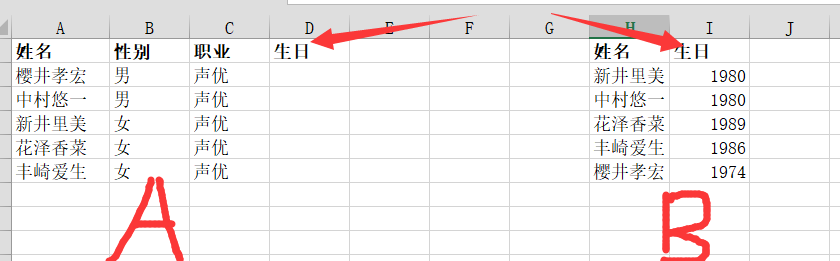 A B C D E F G H I J
姓名 性别 职业 生日 姓名 生日
櫻井孝宏 男 声优 新井里美 1980
中村悠一 男 声优 中村悠一 1980
新井里美 女 声优 花泽香菜 1989
花泽香菜 女 声优 丰崎爱生 1986
丰崎爱生 女 声优 櫻井孝宏 1974
A B